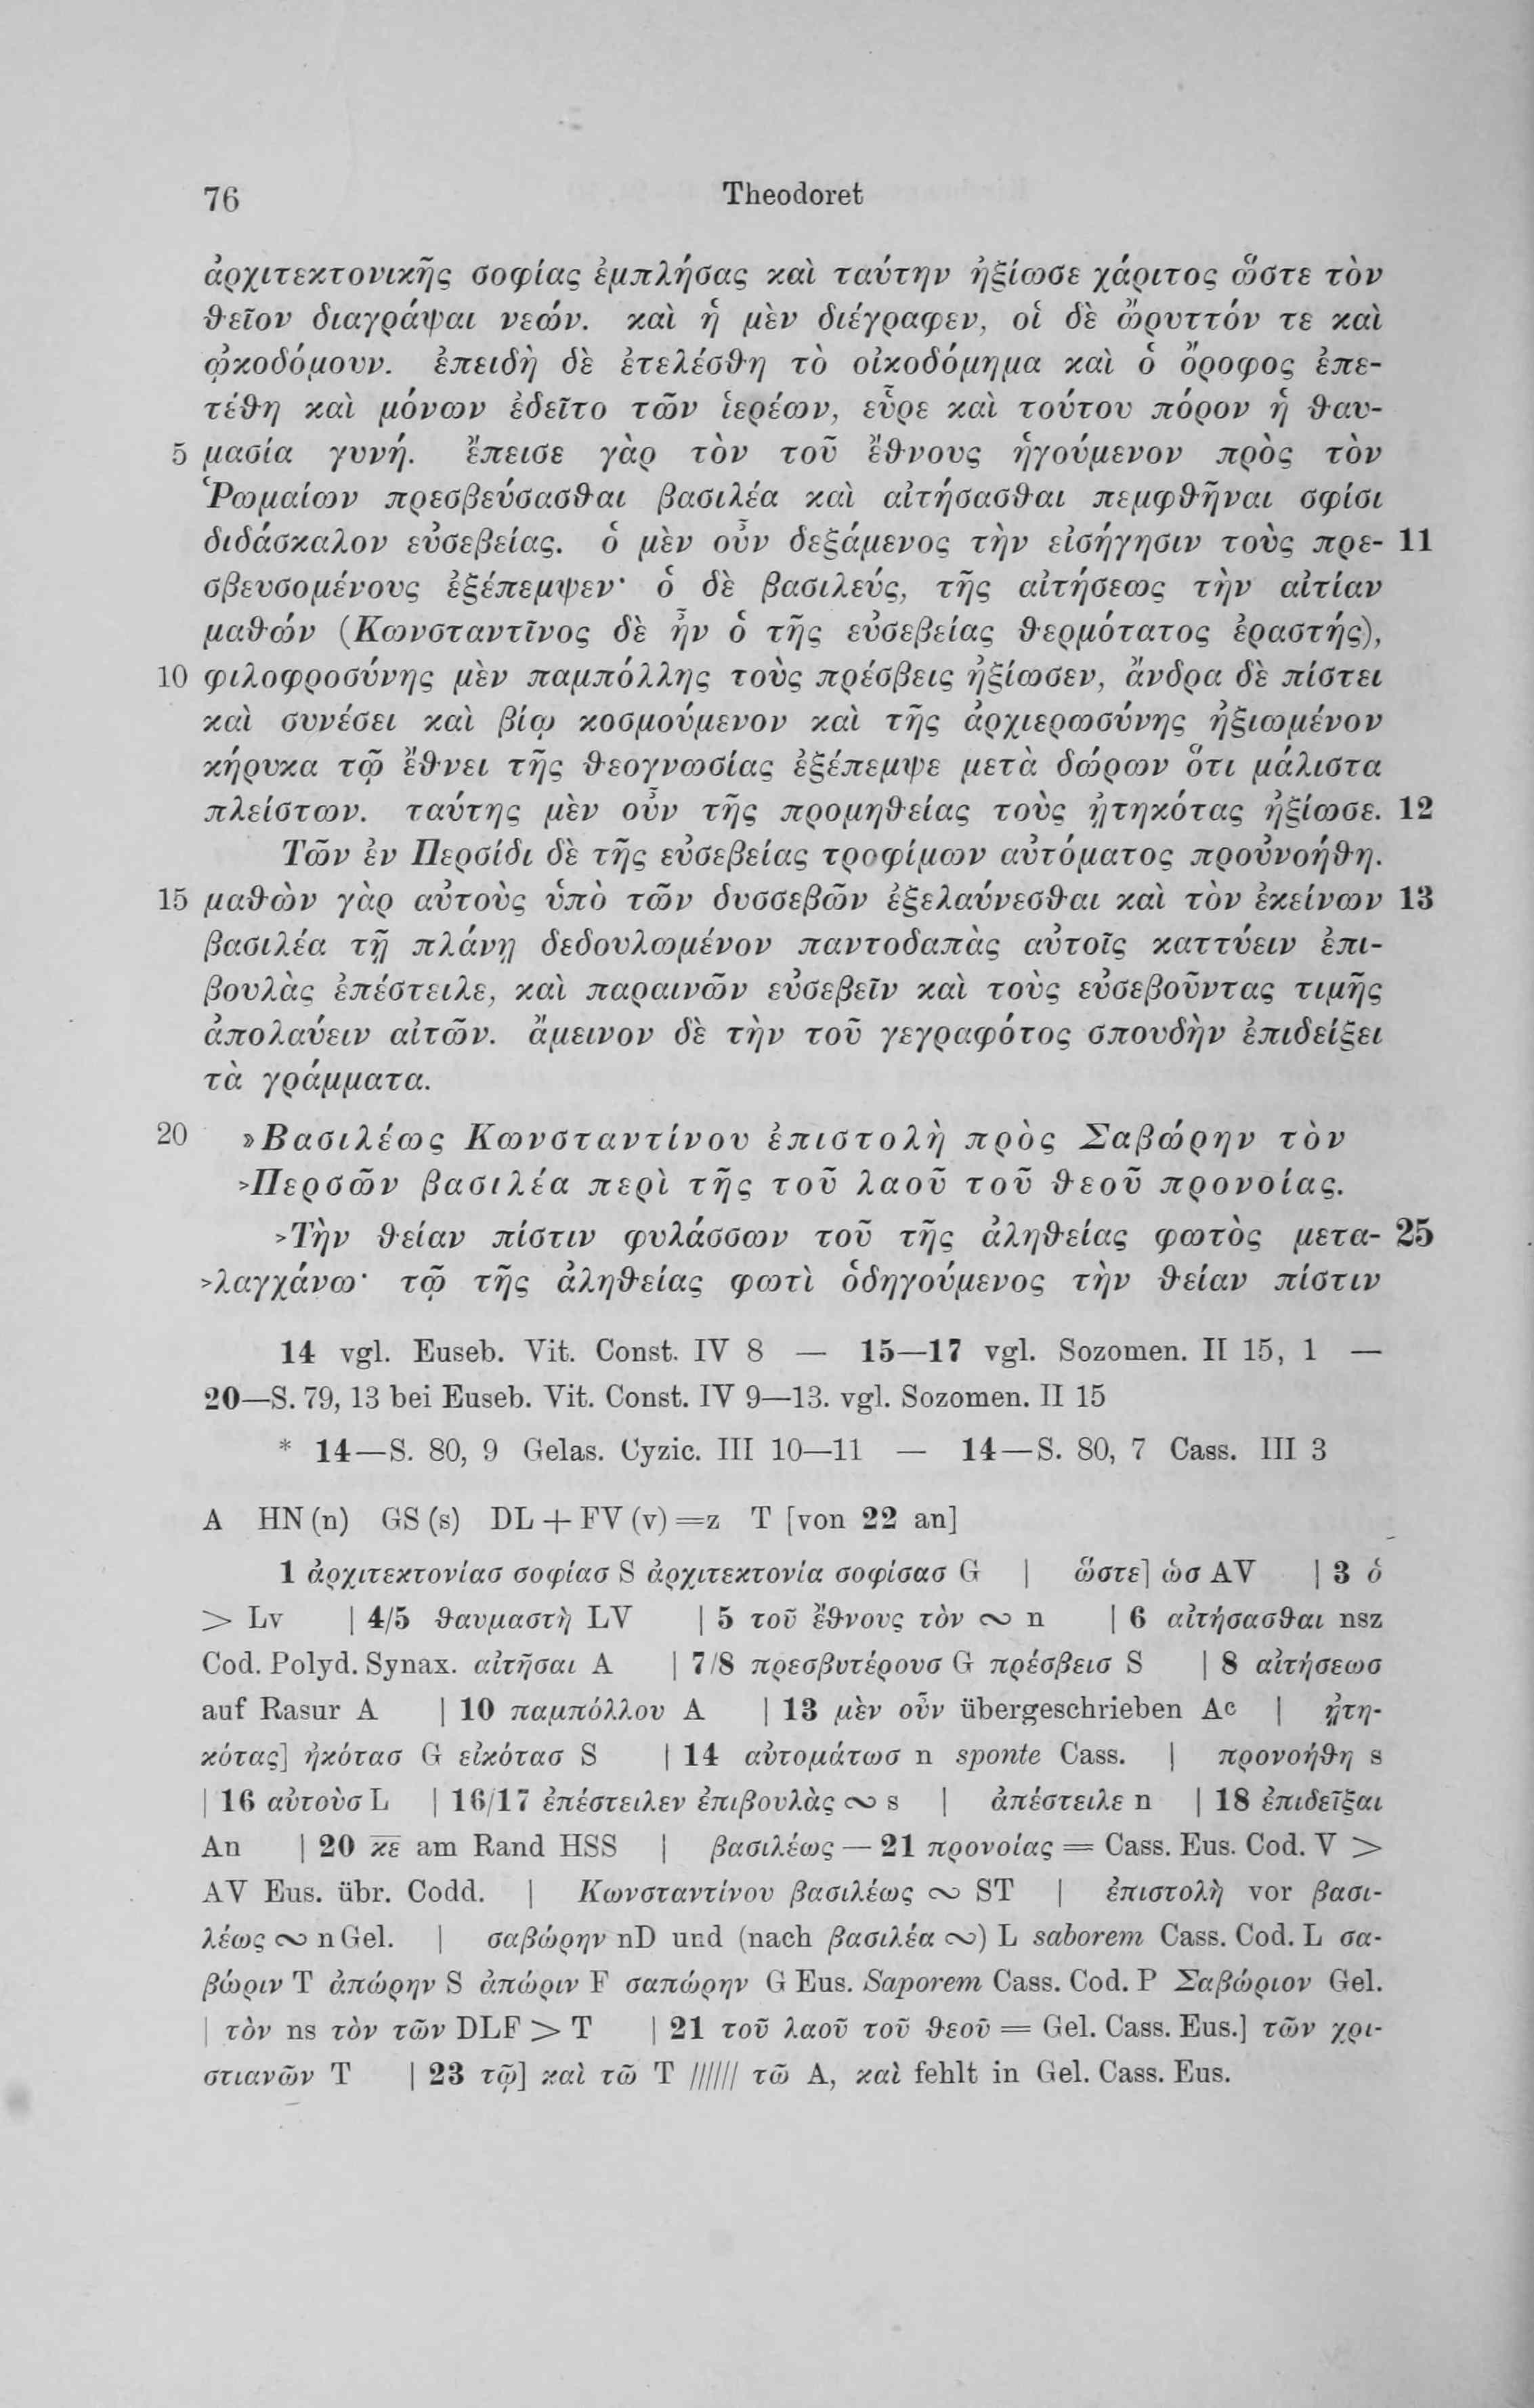 76 Theodoret
ἀρχιτεκτονικῆς σοφίας ἐμπλήσας καὶ ταύτην ἠξίωσε χάριτος ὥστε τὸν
θεῖον διαγράψαι νεών. καὶ ἡ μὲν διέγραφεν, οἱ δὲ ὤρυττόν τε καὶ
ᾠκοδόμουν. ἐπειδὴ δὲ ἐτελέσθη τὸ οἰκοδόμημα καὶ ὁ ὄροφος ἐπε-
τέθη καὶ μόνων ἐδεῖτο τῶν ἱερέων, εὗρε καὶ τούτου πόρον ἡ θαυ-
5 μασία γυνή. ἔπεισε γὰρ τὸν τοῦ ἔθνους ἡγούμενον πρὸς τὸν
Ῥωμαίων πρεσβεύσασθαι βασιλέα καὶ αἰτήσασθαι πεμφθῆναι σφίσι
διδάσκαλον εὐσεβείας. ὁ μὲν οὖν δεξάμενος τὴν εἰσήγησιν τοὺς πρε- 11
σβευσομένους ἐξέπεμψεν· ὁ δὲ βασιλεύς, τῆς αἰτήσεως τὴν αἰτίαν
μαθών (Κωνσταντῖνος δὲ ἦν ὁ τῆς εὐσεβείας θερμότατος ἐραστής),
10 φιλοφροσύνης μὲν παμπόλλης τοὺς πρέσβεις ἠξίωσεν, ἄνδρα δὲ πίστει
καὶ συνέσει καὶ βίῳ κοσμούμενον καὶ τῆς ἀρχιερωσύνης ἠξιωμένον
κήρυκα τῷ ἔθνει τῆς θεογνωσίας ἐξέπεμψε μετὰ δώρων ὅτι μάλιστα
πλείστων. ταύτης μὲν οὖν τῆς προμηθείας τοὺς ᾐτηκότας ἠξίωσε. 12
Τῶν ἐν Περσίδι δὲ τῆς εὐσεβείας τροφίμων αὐτόματος προὐνοήθη.
15 μαθὼν γὰρ αὐτοὺς ὑπὸ τῶν δυσσεβῶν ἐξελαύνεσθαι καὶ τὸν ἐκείνων 13
βασιλέα τῇ πλάνῃ δεδουλωμένον παντοδαπὰς αὐτοῖς καττύειν ἐπι-
βουλὰς ἐπέστειλε, καὶ παραινῶν εὐσεβεῖν καὶ τοὺς εὐσεβοῦντας τιμῆς
ἀπολαύειν αἰτῶν. ἄμεινον δὲ τὴν τοῦ γεγραφότος σπουδὴν ἐπιδείξει
τὰ γράμματα.
20 »Βασιλέως Κωνσταντίνου ἐπιστολὴ πρὸς Σαβώρην τὸν
>Περσῶν βασιλέα περὶ τῆς τοῦ λαοῦ τοῦ θεοῦ προνοίας.
>Τὴν θείαν πίστιν φυλάσσων τοῦ τῆς ἀληθείας φωτὸς μετα- 25
>λαγχάνω· τῷ τῆς ἀληθείας φωτὶ ὁδηγούμενος τὴν θείαν πίστιν
14 vgl. Euseb. Vit. Const. IV 8 — 15—17 vgl. Sozomen. II 15, 1 —
20—S. 79, 13 bei Euseb. Vit. Const. IV 9—13. vgl. Sozomen. II 15
* 14—S. 80, 9 Gelas. Cyzic. III 10—11 — 14—S. 80, 7 Cass. III 3
A HN (n) GS (s) DL + FV (v) = z T [von 22 an]
1 ἀρχιτεκτονίασ σοφίασ S ἀρχιτεκτονία σοφίσασ G | ὥστε] ὡσ AV | 3 ὁ
> Lv | 4/5 θαυμαστὴ LV | 5 τοῦ ἔθνους τὸν ∾ n | 6 αἰτήσασθαι nsz
Cod. Polyd. Synax. αἰτῆσαι A | 7/8 πρεσβυτέρουσ G πρέσβεισ S | 8 αἰτήσεωσ
auf Rasur A | 10 παμπόλλου A | 13 μὲν οὖν übergeschrieben Ac | ᾐτη-
κότας] ἡκότασ G εἰκότασ S | 14 αὐτομάτωσ n sponte Cass. | προνοήθη s
| 16 αὑτοὺσ L | 16/17 ἐπέστειλεν ἐπιβουλὰς ∾ s | ἀπέστειλε n | 18 ἐπιδεῖξαι
An | 20 κε am Rand HSS | βασιλέως — 21 προνοίας = Cass. Eus. Cod. V >
AV Eus. übr. Codd. | Κωνσταντίνου βασιλέως ∾ ST | ἐπιστολὴ vor βασι-
λέως ∾ n Gel. | σαβώρην nD und (nach βασιλέα ∾) L saborem Cass. Cod. L σα-
βώριν T ἀπώρην S ἀπώριν F σαπώρην G Eus. Saporem Cass. Cod. P Σαβώριον Gel.
| τὸν ns τὸν τῶν DLF > T | 21 τοῦ λαοῦ τοῦ θεοῦ = Gel. Cass. Eus.] τῶν χρι-
στιανῶν T | 23 τῷ] καὶ τῶ T ////// τῶ A, καὶ fehlt in Gel. Cass. Eus.